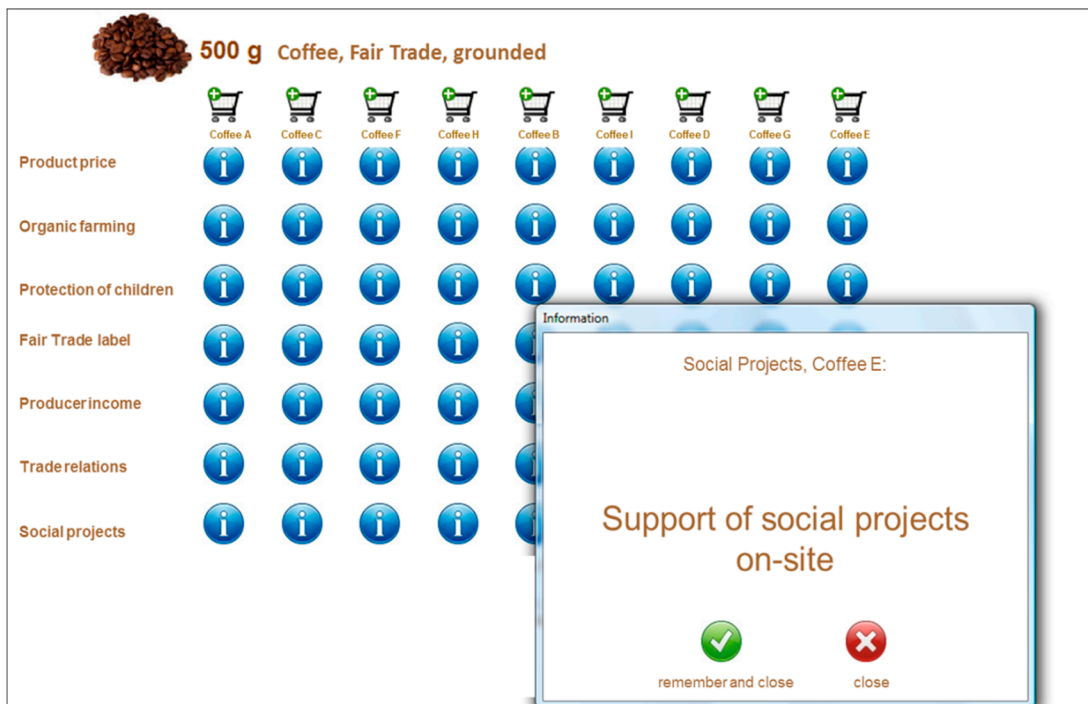 500 g Coffee, Fair Trade, grounded
Coffee A Coffee C Coffee F Coffee H Coffee B Coffee I Coffee D Coffee G Coffee E
Product price
Organic farming
Protection of children
Fair Trade label
Producer income
Trade relations
Social projects
Information
Social Projects, Coffee E:
Support of social projects
on-site
remember and close close